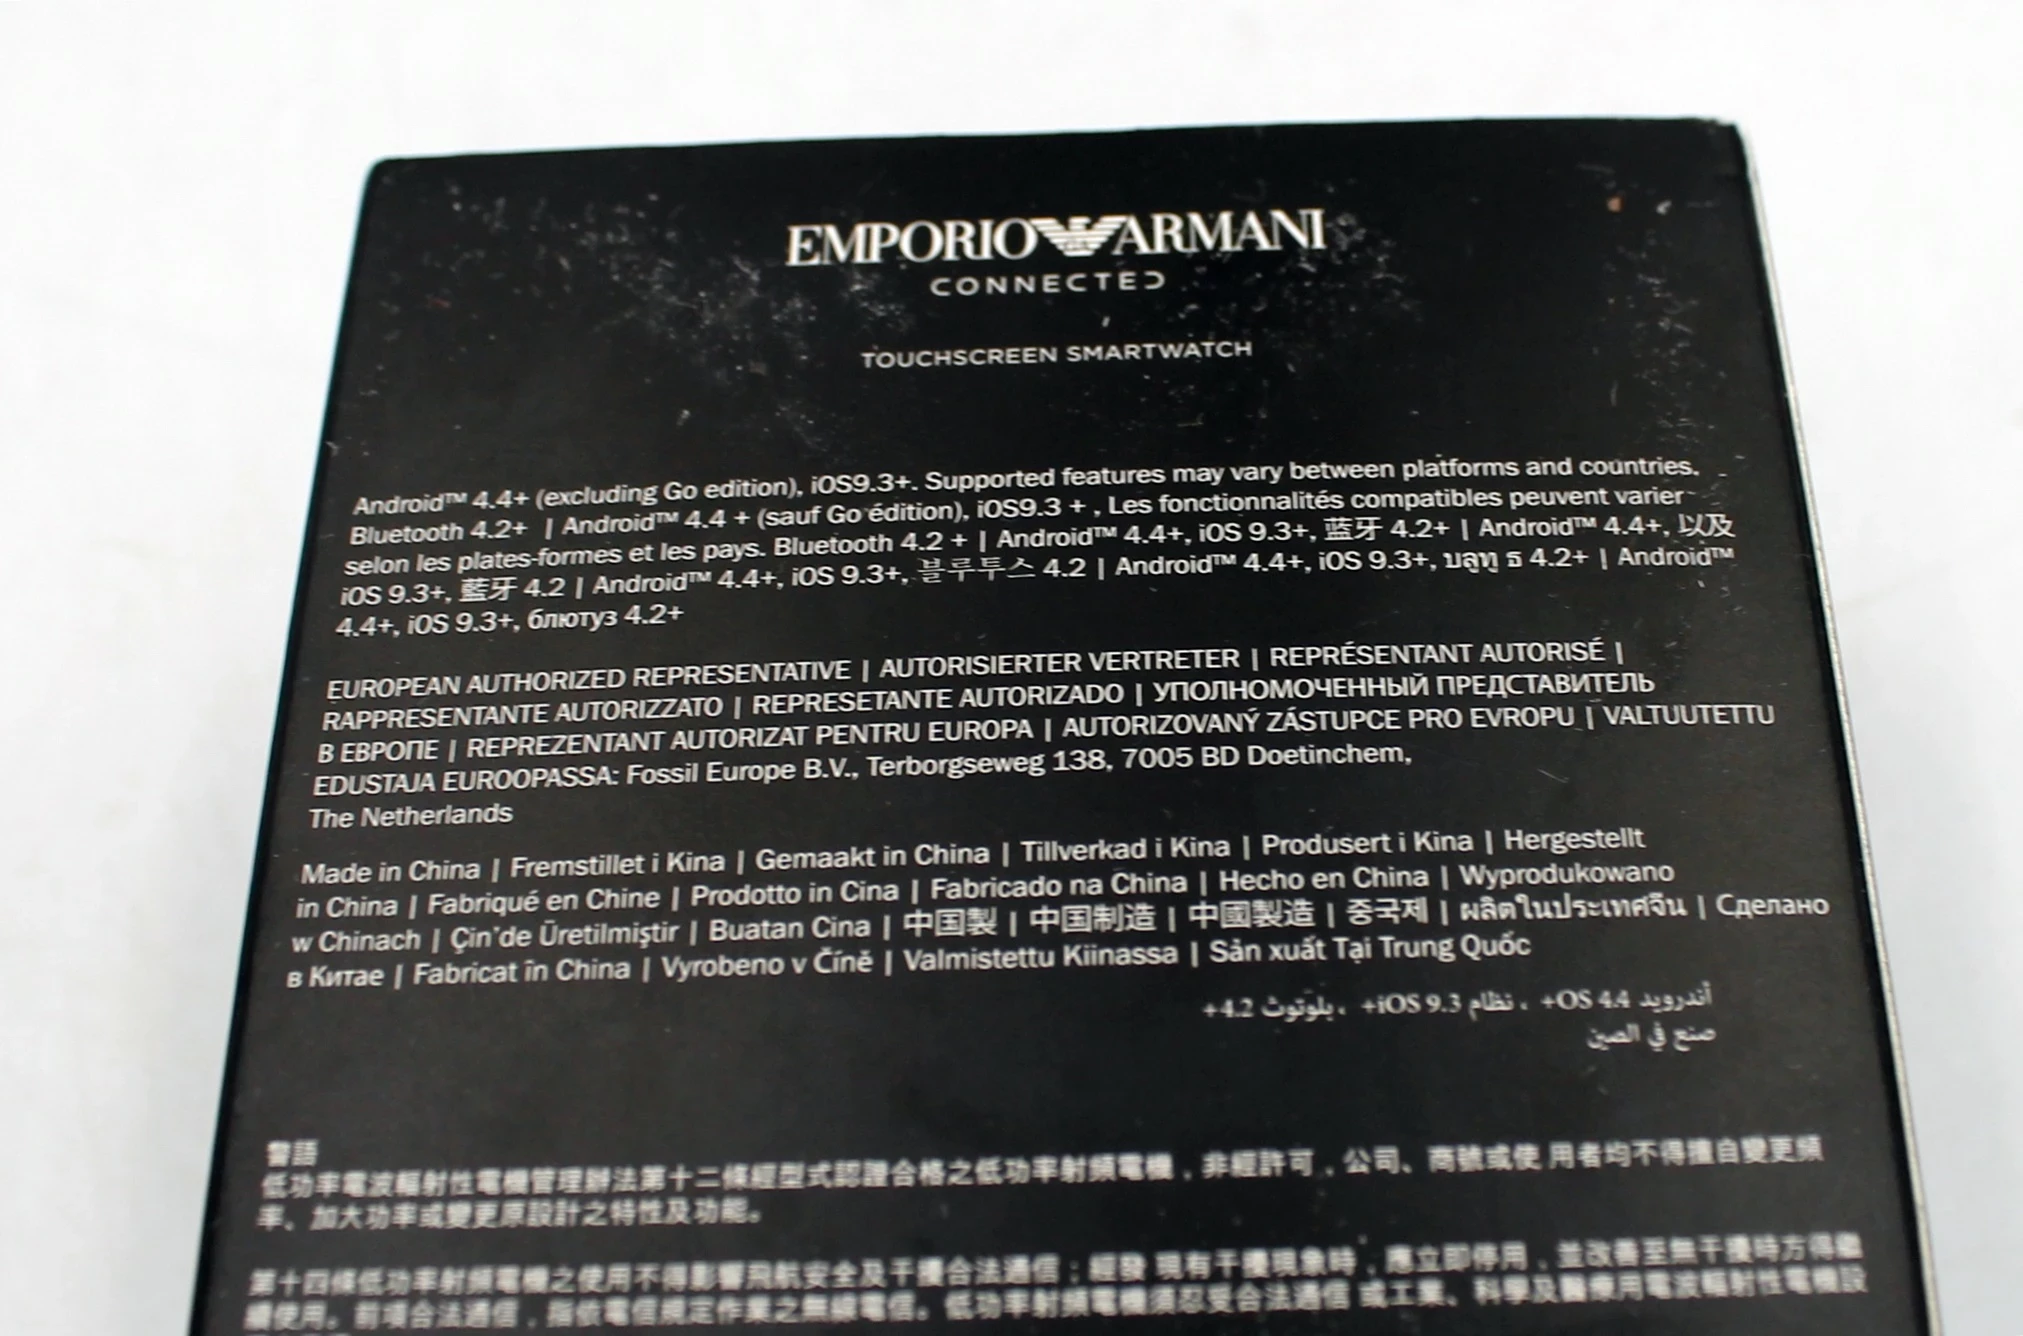 EMPORIO ARMANI
CONNECTED
TOUCHSCREEN SMARTWATCH
Android™ 4.4+ (excluding Go edition), iOS9.3+. Supported features may vary between platforms and countries.
Bluetooth 4.2+ | Android™ 4.4 + (sauf Go édition), iOS9.3 + , Les fonctionnalités compatibles peuvent varier
selon les plates-formes et les pays. Bluetooth 4.2 + | Android™ 4.4+, iOS 9.3+, 蓝牙 4.2+ | Android™ 4.4+, 以及
iOS 9.3+, 藍牙 4.2 | Android™ 4.4+, iOS 9.3+, 블루투스 4.2 | Android™ 4.4+, iOS 9.3+, บลูทู ธ 4.2+ | Android™
4.4+, iOS 9.3+, блютуз 4.2+
EUROPEAN AUTHORIZED REPRESENTATIVE | AUTORISIERTER VERTRETER | REPRÉSENTANT AUTORISÉ |
RAPPRESENTANTE AUTORIZZATO | REPRESETANTE AUTORIZADO | УПОЛНОМОЧЕННЫЙ ПРЕДСТАВИТЕЛЬ
В ЕВРОПЕ | REPREZENTANT AUTORIZAT PENTRU EUROPA | AUTORIZOVANÝ ZÁSTUPCE PRO EVROPU | VALTUUTETTU
EDUSTAJA EUROOPASSA: Fossil Europe B.V., Terborgseweg 138, 7005 BD Doetinchem,
The Netherlands
Made in China | Fremstillet i Kina | Gemaakt in China | Tillverkad i Kina | Produsert i Kina | Hergestellt
in China | Fabriqué en Chine | Prodotto in Cina | Fabricado na China | Hecho en China | Wyprodukowano
w Chinach | Çin'de Üretilmiştir | Buatan Cina | 中国製 | 中国制造 | 中國製造 | 중국제 | ผลิตในประเทศจีน | Сделано
в Китае | Fabricat în China | Vyrobeno v Číně | Valmistettu Kiinassa | Sản xuất Tại Trung Quốc
أندرويد OS 4.4+ ، نظام iOS 9.3+ ، بلوتوث 4.2+
صنع في الصين
警語
低功率電波輻射性電機管理辦法第十二條經型式認證合格之低功率射頻電機，非經許可，公司、商號或使 用者均不得擅自變更頻
率、加大功率或變更原設計之特性及功能。
第十四條低功率射頻電機之使用不得影響飛航安全及干擾合法通信；經發 現有干擾現象時，應立即停用，並改善至無干擾時方得繼
續使用。前項合法通信，指依電信規定作業之無線電信。低功率射頻電機須忍受合法通信 或工業、科學及醫療用電波輻射性電機設